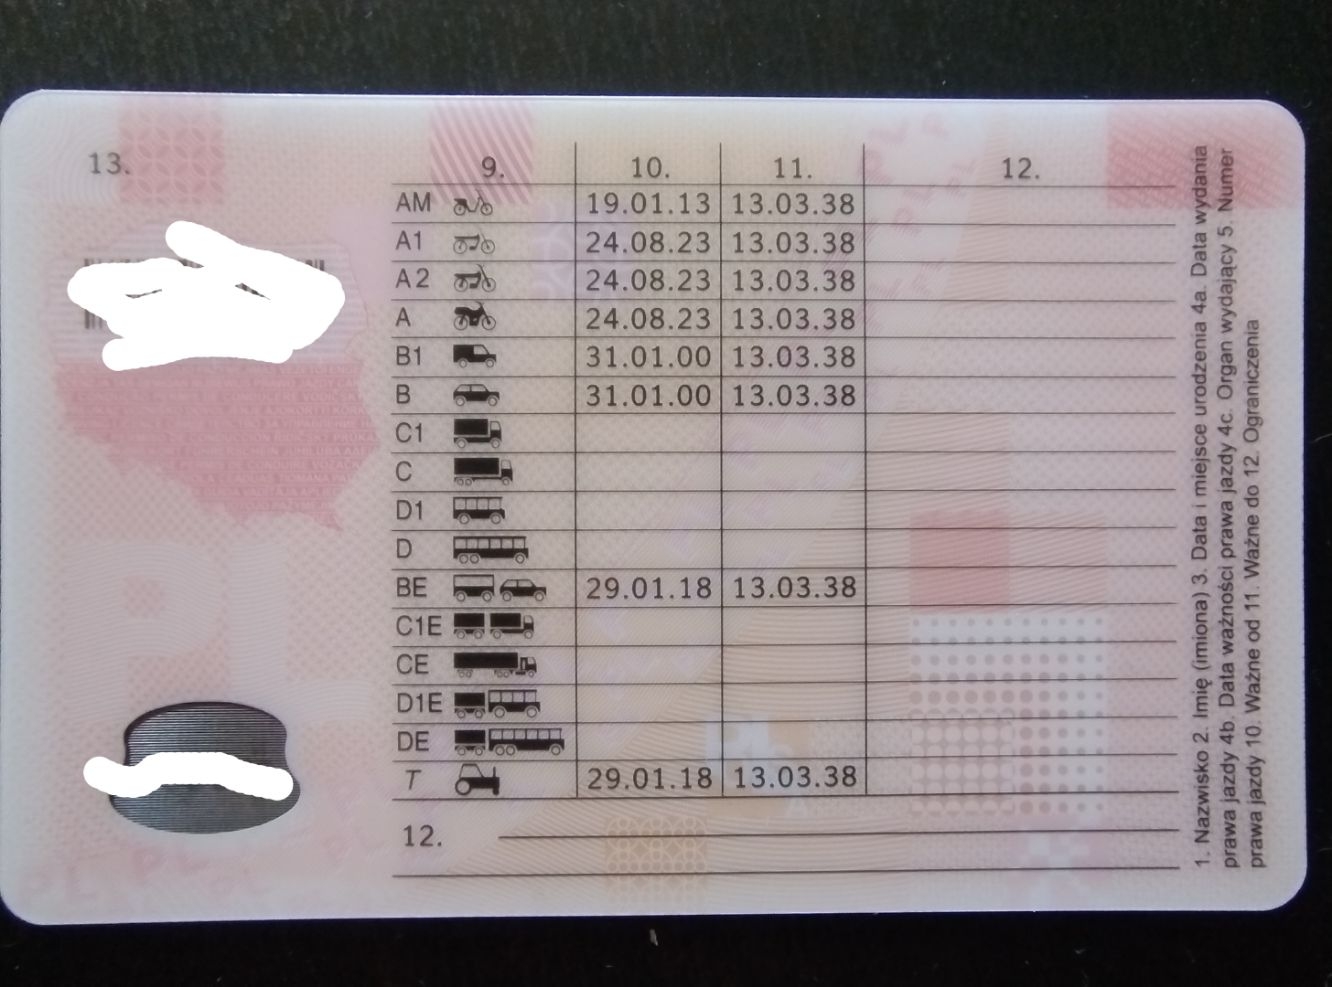 13.
9. 10. 11. 12.
AM 19.01.13 13.03.38
A1 24.08.23 13.03.38
A2 24.08.23 13.03.38
A 24.08.23 13.03.38
B1 31.01.00 13.03.38
B 31.01.00 13.03.38
C1
C
D1
D
BE 29.01.18 13.03.38
C1E
CE
D1E
DE
T 29.01.18 13.03.38
12.
1. Nazwisko 2. Imię (imiona) 3. Data i miejsce urodzenia 4a. Data wydania
prawa jazdy 4b. Data ważności prawa jazdy 4c. Organ wydający 5. Numer
prawa jazdy 10. Ważne od 11. Ważne do 12. Ograniczenia
PL